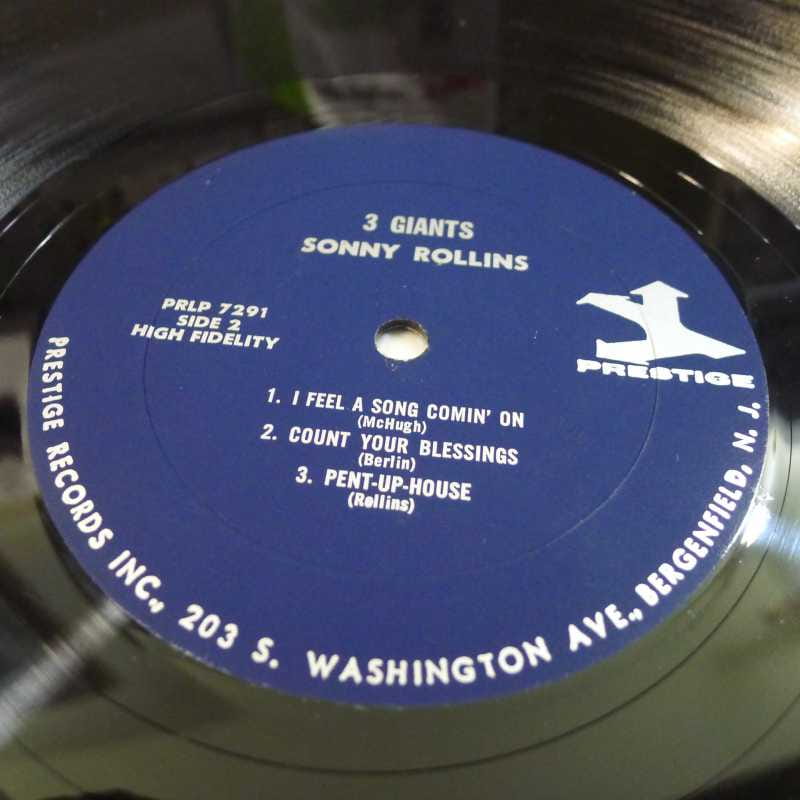 3 GIANTS
SONNY ROLLINS
PRLP 7291
SIDE 2
HIGH FIDELITY
PRESTIGE
1. I FEEL A SONG COMIN' ON
(McHugh)
2. COUNT YOUR BLESSINGS
(Berlin)
3. PENT-UP-HOUSE
(Rollins)
PRESTIGE RECORDS INC., 203 S. WASHINGTON AVE., BERGENFIELD, N. J.